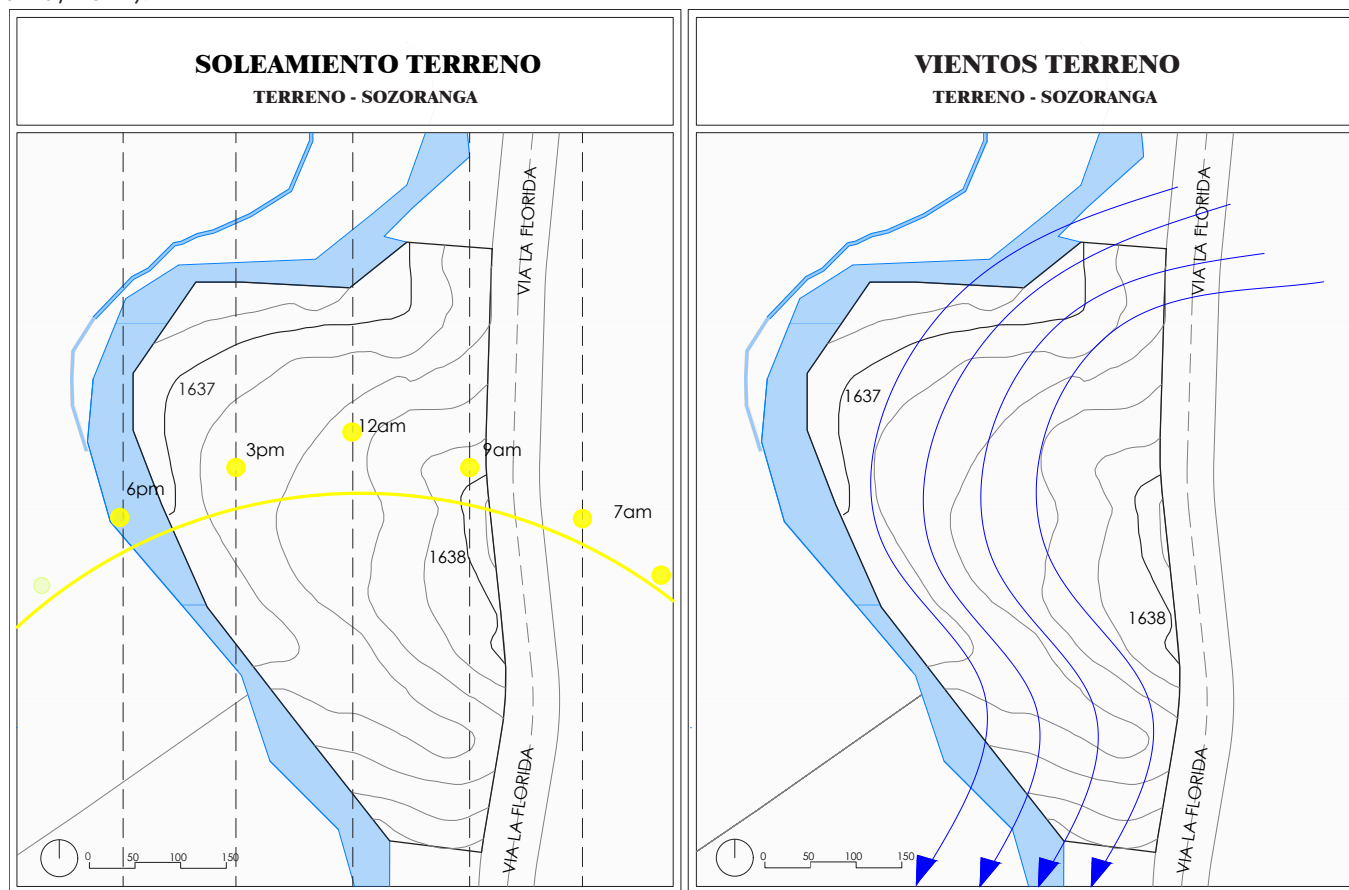 SOLEAMIENTO TERRENO
TERRENO - SOZORANGA
VIA LA FLORIDA
1637
12am
3pm
9am
6pm
7am
1638
VIA LA FLORIDA
0 50 100 150
VIENTOS TERRENO
TERRENO - SOZORANGA
VIA LA FLORIDA
1637
1638
VIA LA FLORIDA
0 50 100 150